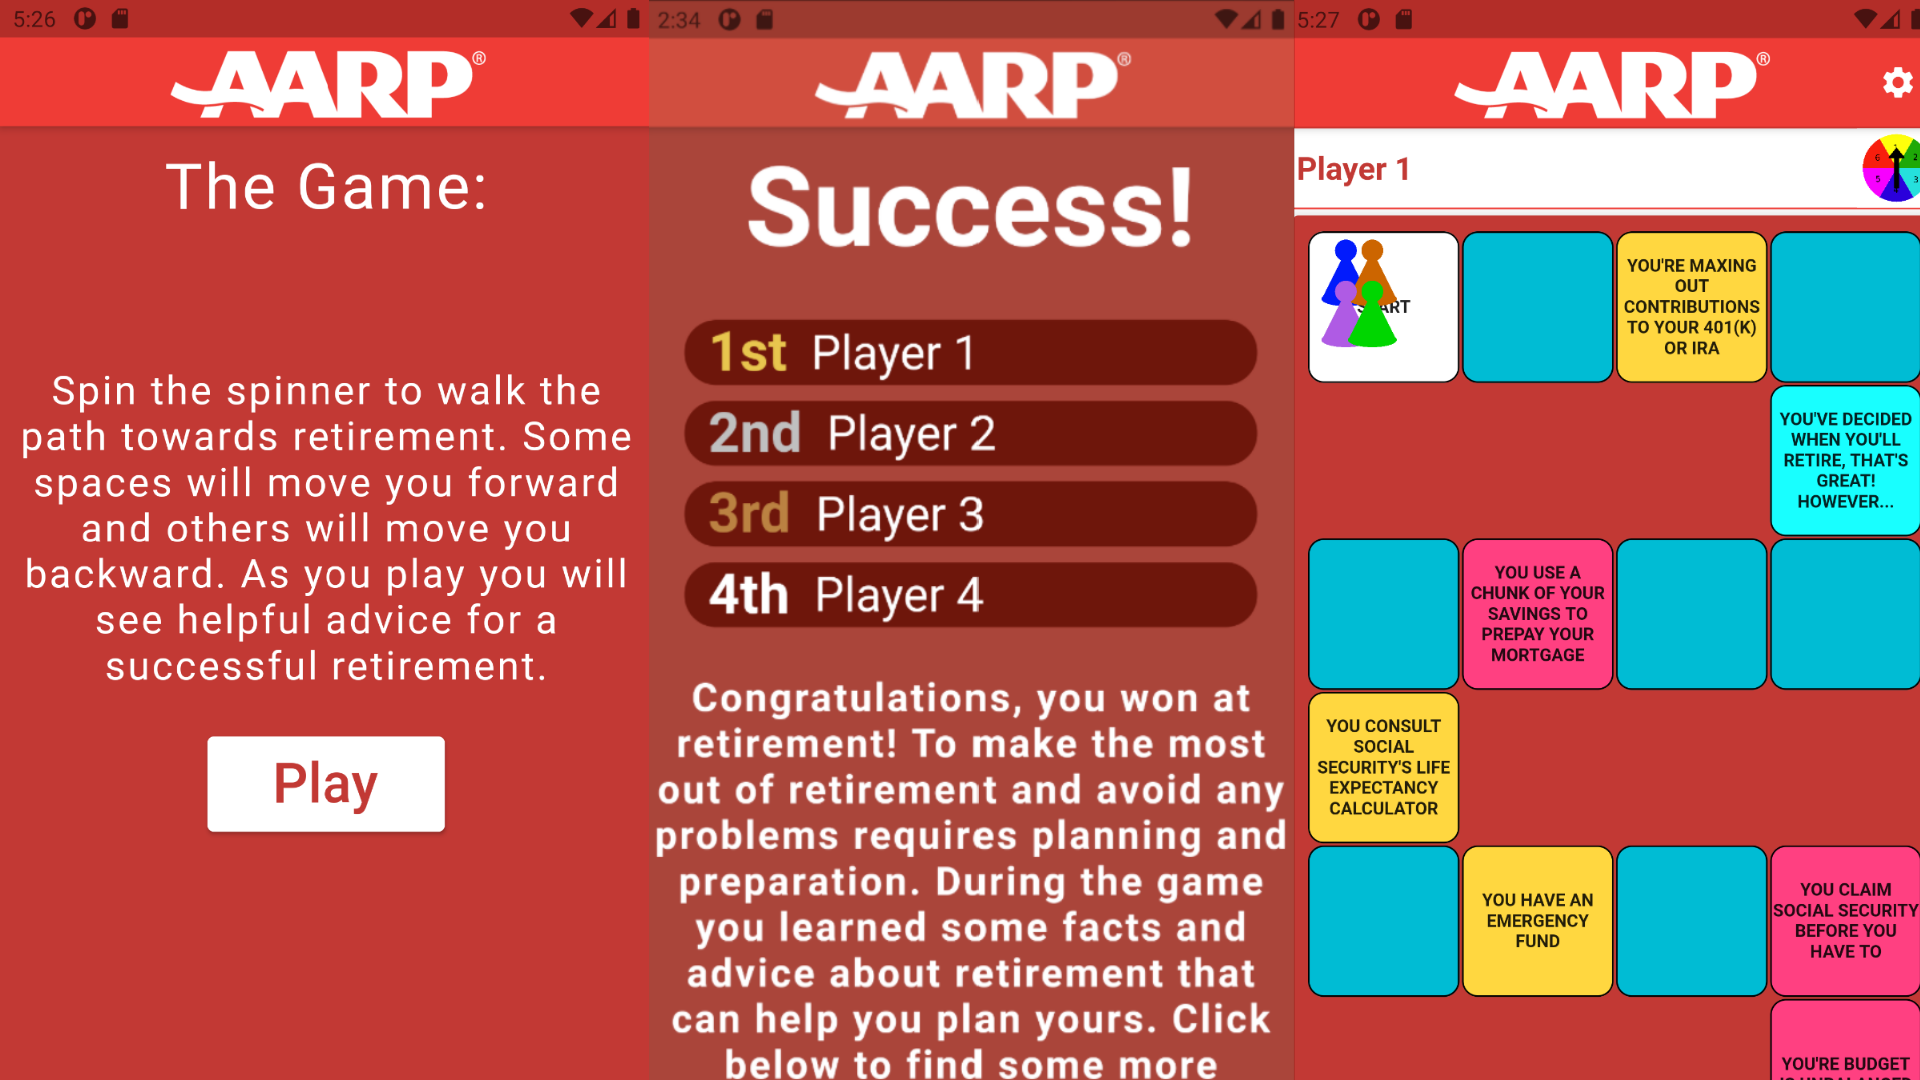 5:26
AARP®
The Game:
Spin the spinner to walk the
path towards retirement. Some
spaces will move you forward
and others will move you
backward. As you play you will
see helpful advice for a
successful retirement.
Play
2:34
AARP®
Success!
1st Player 1
2nd Player 2
3rd Player 3
4th Player 4
Congratulations, you won at
retirement! To make the most
out of retirement and avoid any
problems requires planning and
preparation. During the game
you learned some facts and
advice about retirement that
can help you plan yours. Click
below to find some more
5:27
AARP®
Player 1
6
2
5
3
YOU'RE MAXING
OUT
CONTRIBUTIONS
TO YOUR 401(K)
OR IRA
YOU'VE DECIDED
WHEN YOU'LL
RETIRE, THAT'S
GREAT!
HOWEVER...
YOU USE A
CHUNK OF YOUR
SAVINGS TO
PREPAY YOUR
MORTGAGE
YOU CONSULT
SOCIAL
SECURITY'S LIFE
EXPECTANCY
CALCULATOR
YOU HAVE AN
EMERGENCY
FUND
YOU CLAIM
SOCIAL SECURITY
BEFORE YOU
HAVE TO
YOU'RE BUDGET